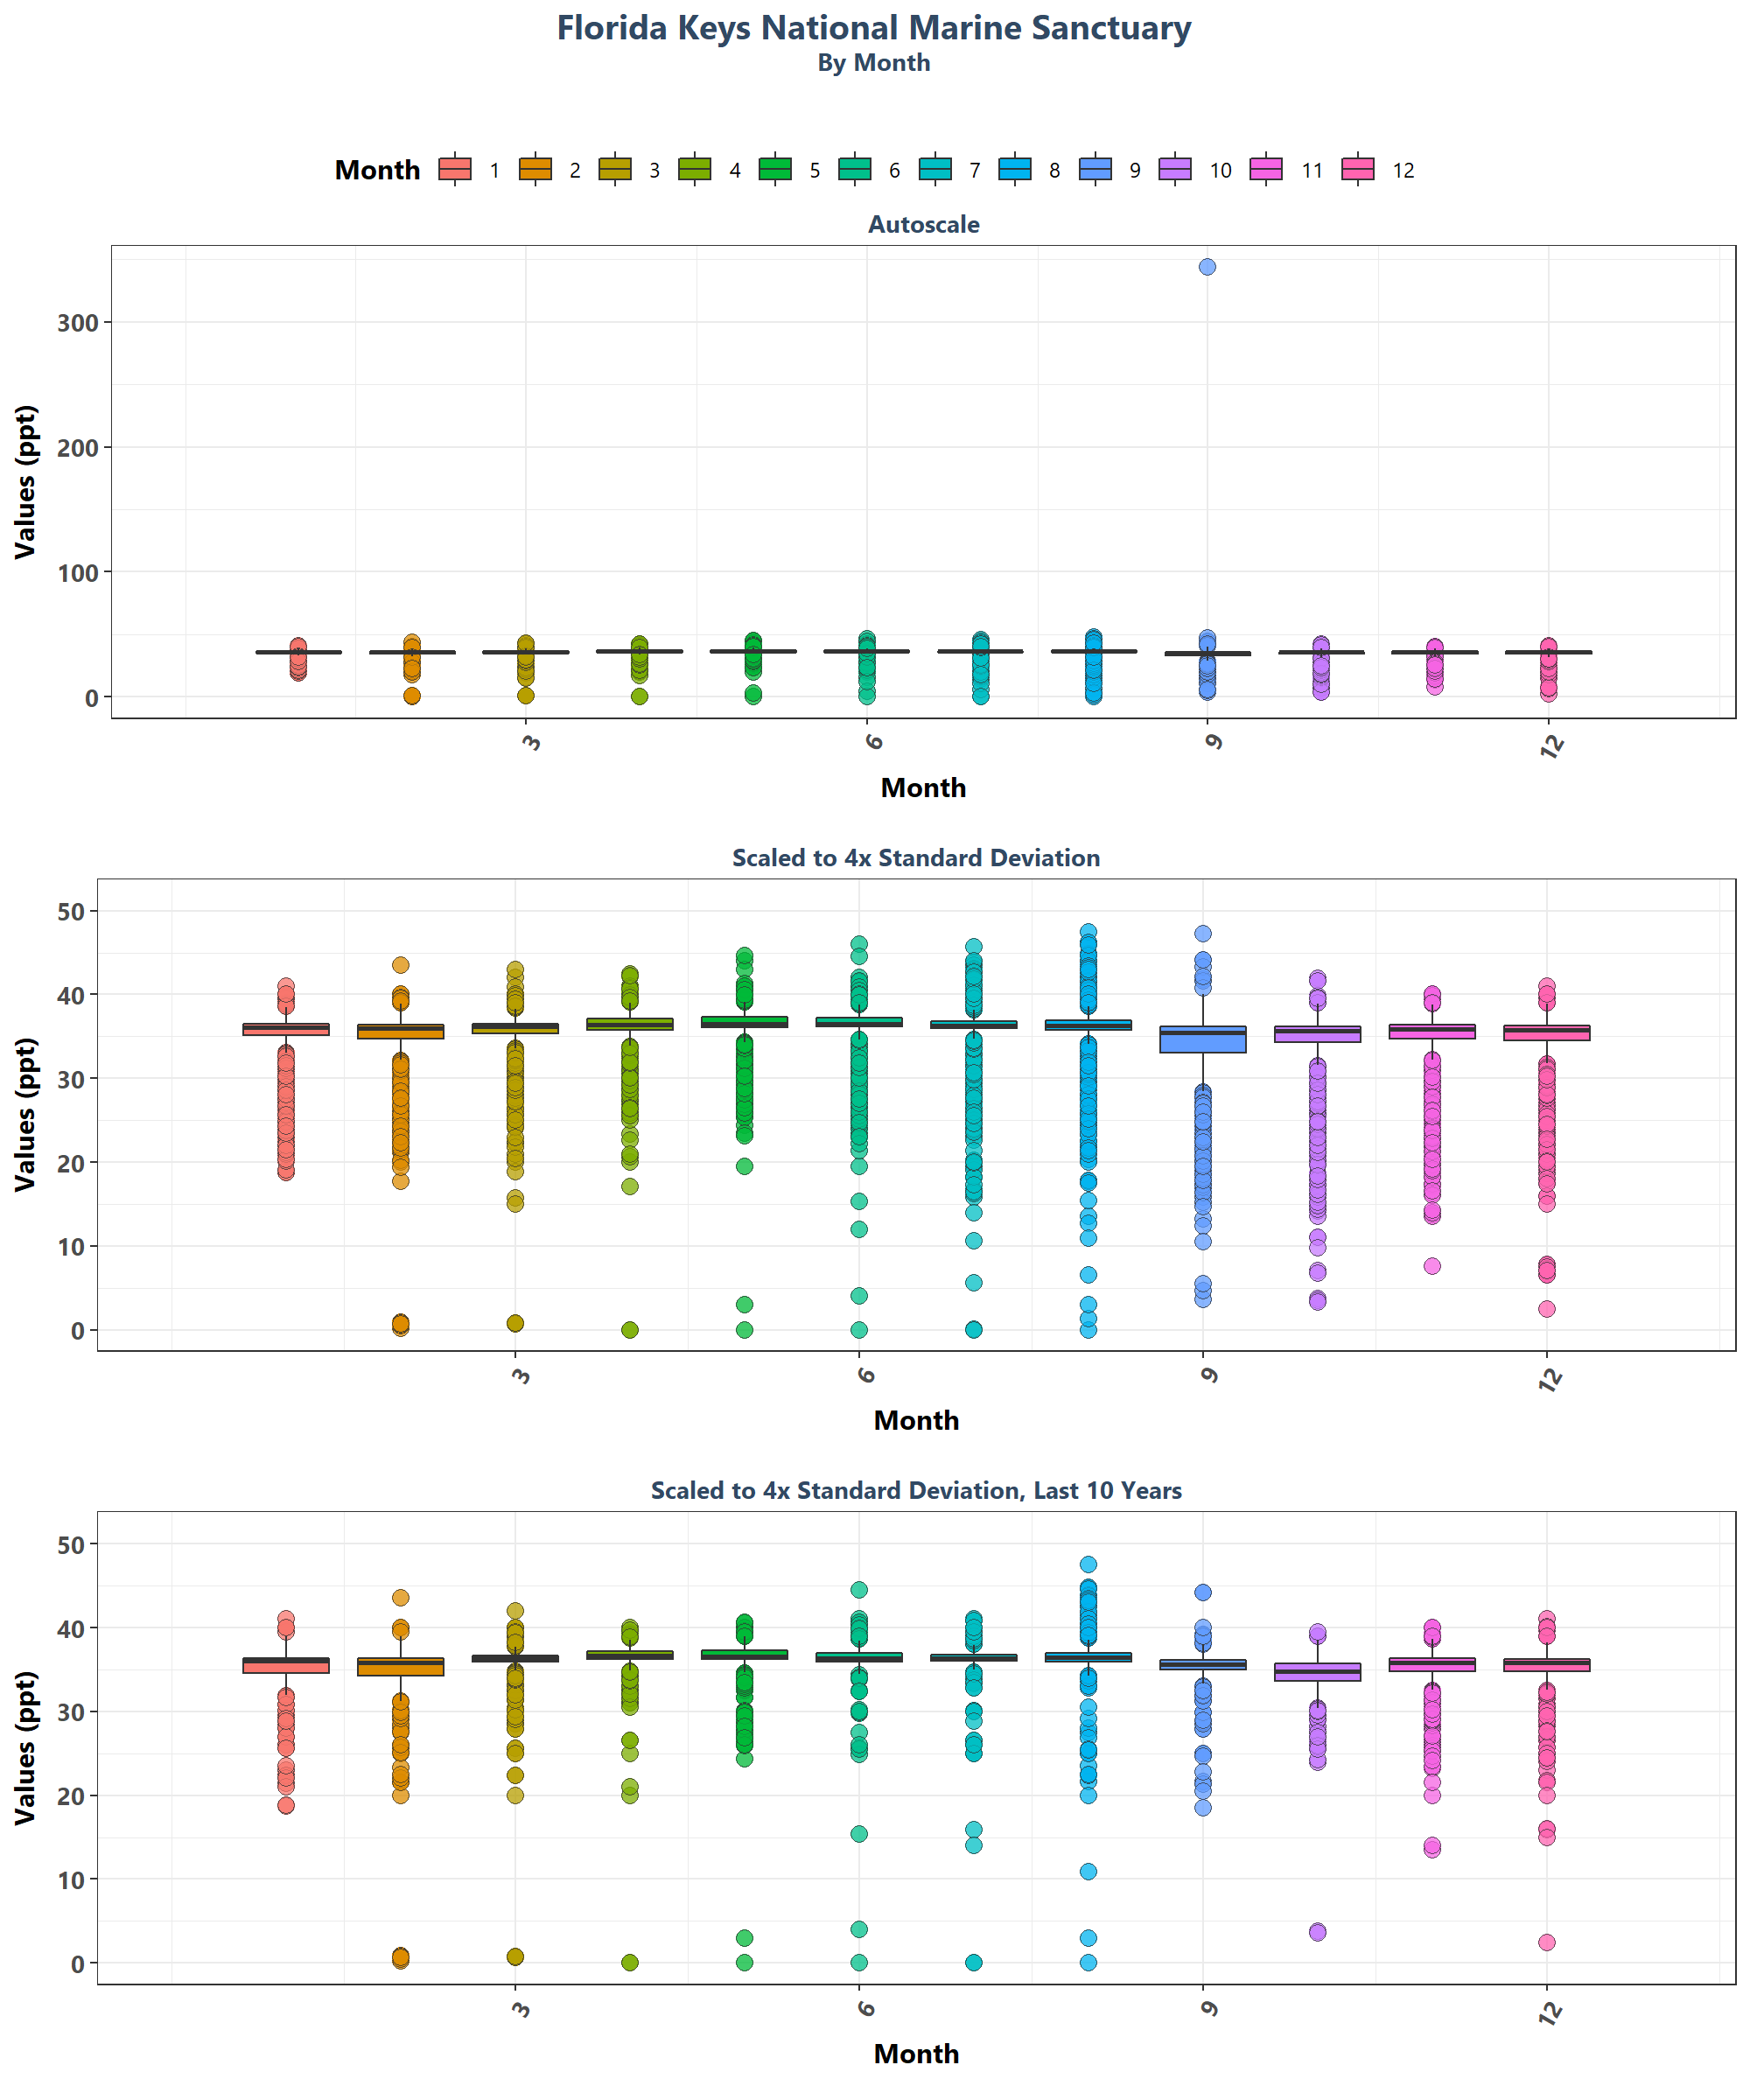 Florida Keys National Marine Sanctuary
By Month
Month 1 2 3 4 5 6 7 8 9 10 11 12
Autoscale
Values (ppt)
300
200
100
0
3 6 9 12
Month
Scaled to 4x Standard Deviation
Values (ppt)
50
40
30
20
10
0
3 6 9 12
Month
Scaled to 4x Standard Deviation, Last 10 Years
Values (ppt)
50
40
30
20
10
0
3 6 9 12
Month